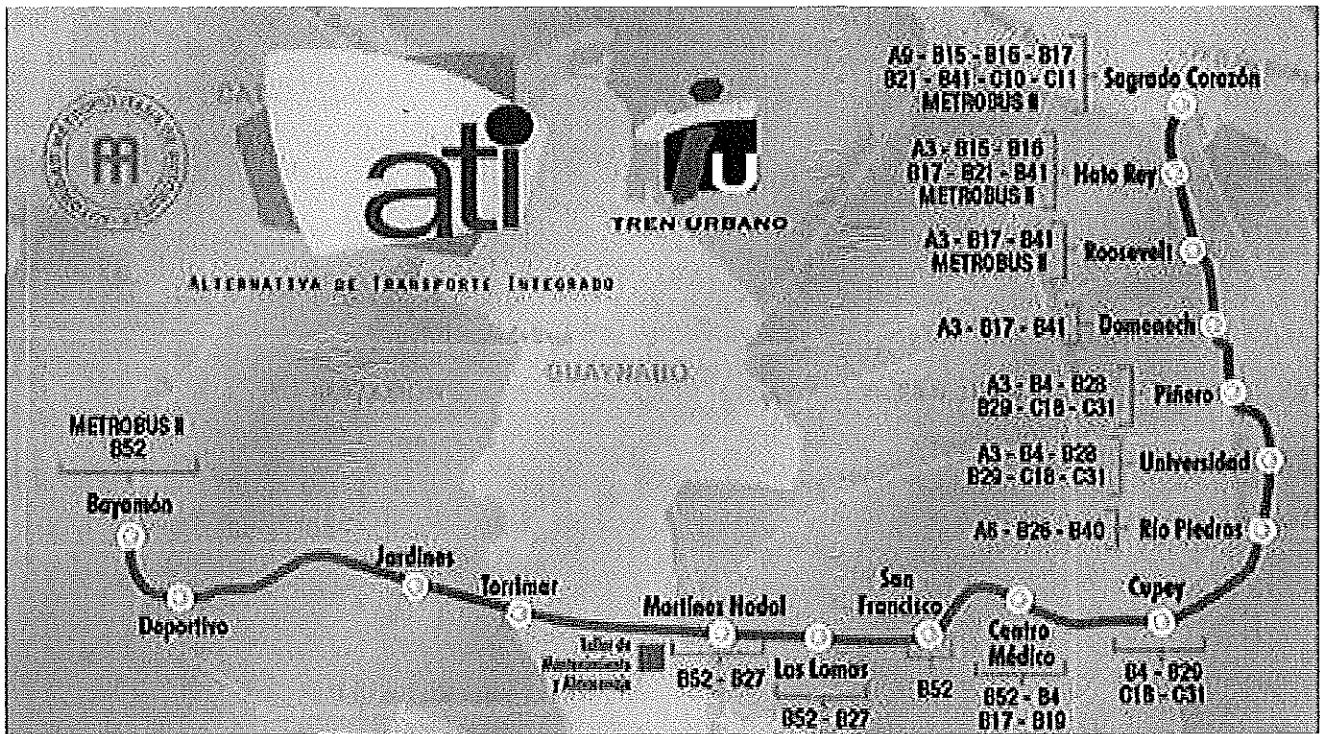 ati
ALTERNATIVA DE TRANSPORTE INTEGRADO
TREN URBANO
A9 - B15 - B16 - B17
B21 - B41 - C10 - C11
METROBUS II
Sagrado Corazón
A3 - B15 - B16
B17 - B21 - B41
METROBUS II
Hato Rey
A3 - B17 - B41
METROBUS II
Roosevelt
A3 - B17 - B41
Domenech
GUAYNABO
A3 - B4 - B28
B29 - C18 - C31
Piñero
A3 - B4 - B28
B29 - C18 - C31
Universidad
A6 - B26 - B40
Río Piedras
METROBUS II
B52
Bayamón
Deportivo
Jardines
Torrimar
Taller de
Mantenimiento
Martínez Nadal
B52 - B27
Las Lomas
B52 - B27
San
Francisco
B52
Centro
Médico
B52 - B4
B17 - B19
Cupey
B4 - B29
C18 - C31